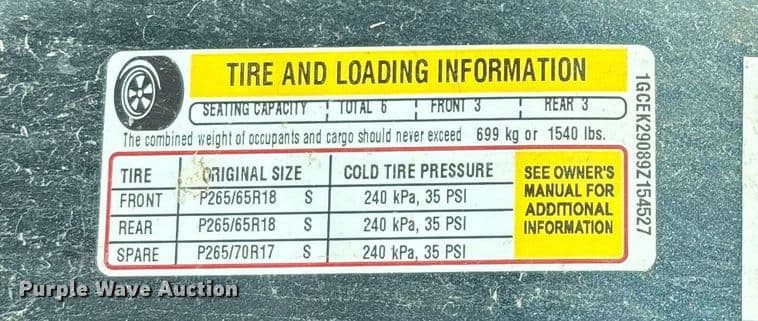 TIRE AND LOADING INFORMATION
SEATING CAPACITY TOTAL 6 FRONT 3 REAR 3
The combined weight of occupants and cargo should never exceed 699 kg or 1540 lbs.
TIRE ORIGINAL SIZE COLD TIRE PRESSURE
FRONT P265/65R18 S 240 kPa, 35 PSI
REAR P265/65R18 S 240 kPa, 35 PSI
SPARE P265/70R17 S 240 kPa, 35 PSI
SEE OWNER'S
MANUAL FOR
ADDITIONAL
INFORMATION
1GCEK29089Z154527
Purple Wave Auction